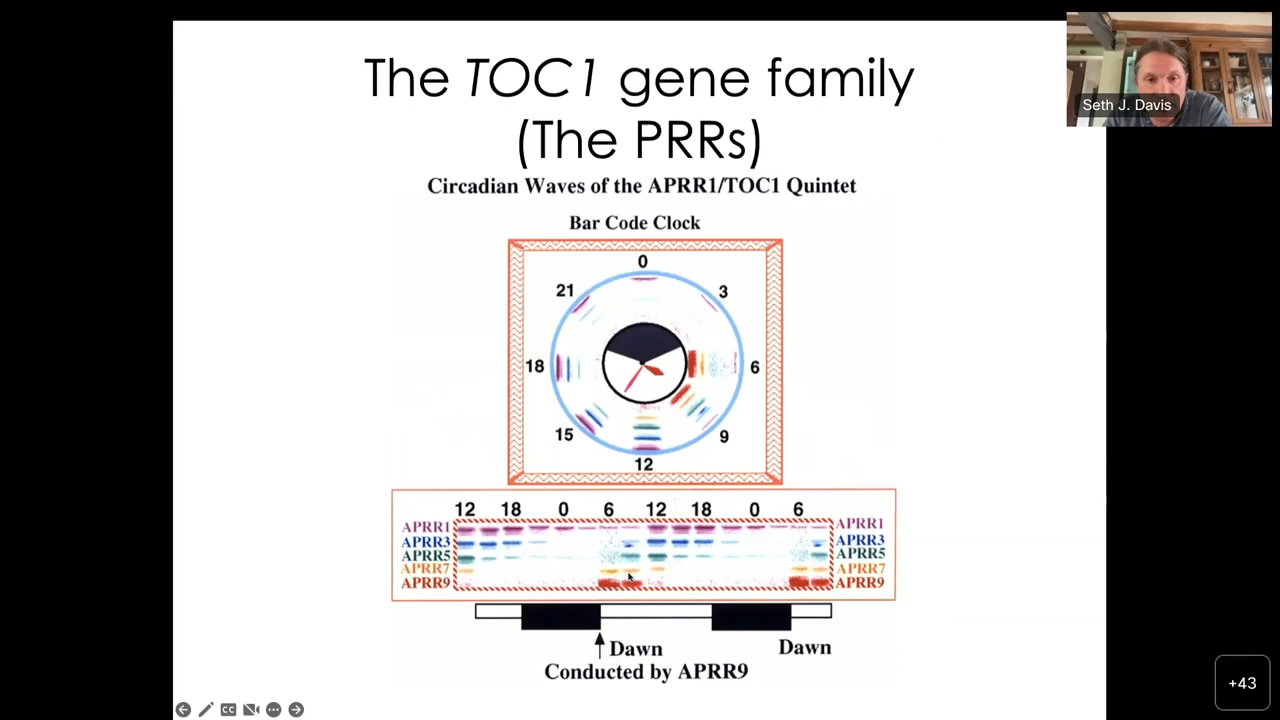 The TOC1 gene family
(The PRRs)
Seth J. Davis
Circadian Waves of the APRR1/TOC1 Quintet
Bar Code Clock
0
21
3
18
6
15
9
12
12 18 0 6 12 18 0 6
APRR1 APRR1
APRR3 APRR3
APRR5 APRR5
APRR7 APRR7
APRR9 APRR9
Dawn Dawn
Conducted by APRR9
CC
+43